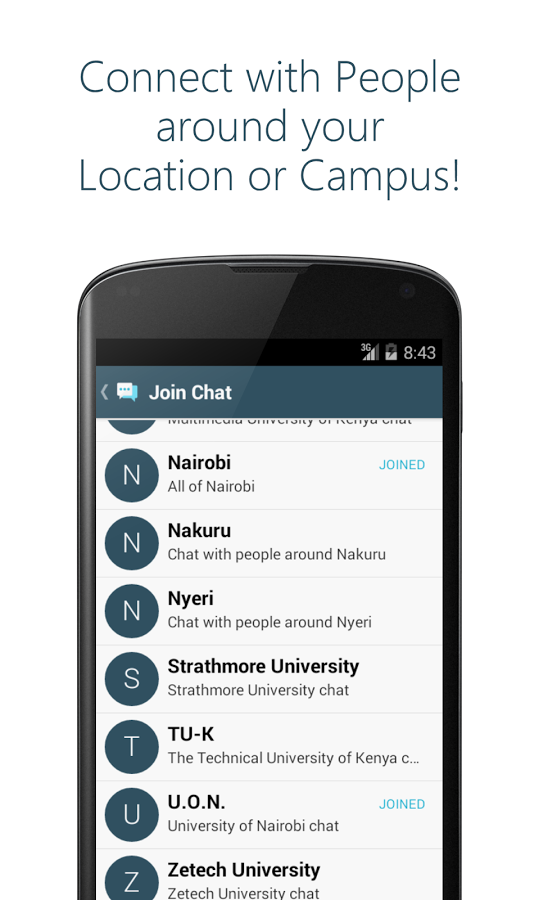 Connect with People
around your
Location or Campus!
3G 8:43
Join Chat
Multimedia University of Kenya chat
N
Nairobi
JOINED
All of Nairobi
N
Nakuru
Chat with people around Nakuru
N
Nyeri
Chat with people around Nyeri
S
Strathmore University
Strathmore University chat
T
TU-K
The Technical University of Kenya c...
U
U.O.N.
JOINED
University of Nairobi chat
Z
Zetech University
Zetech University chat